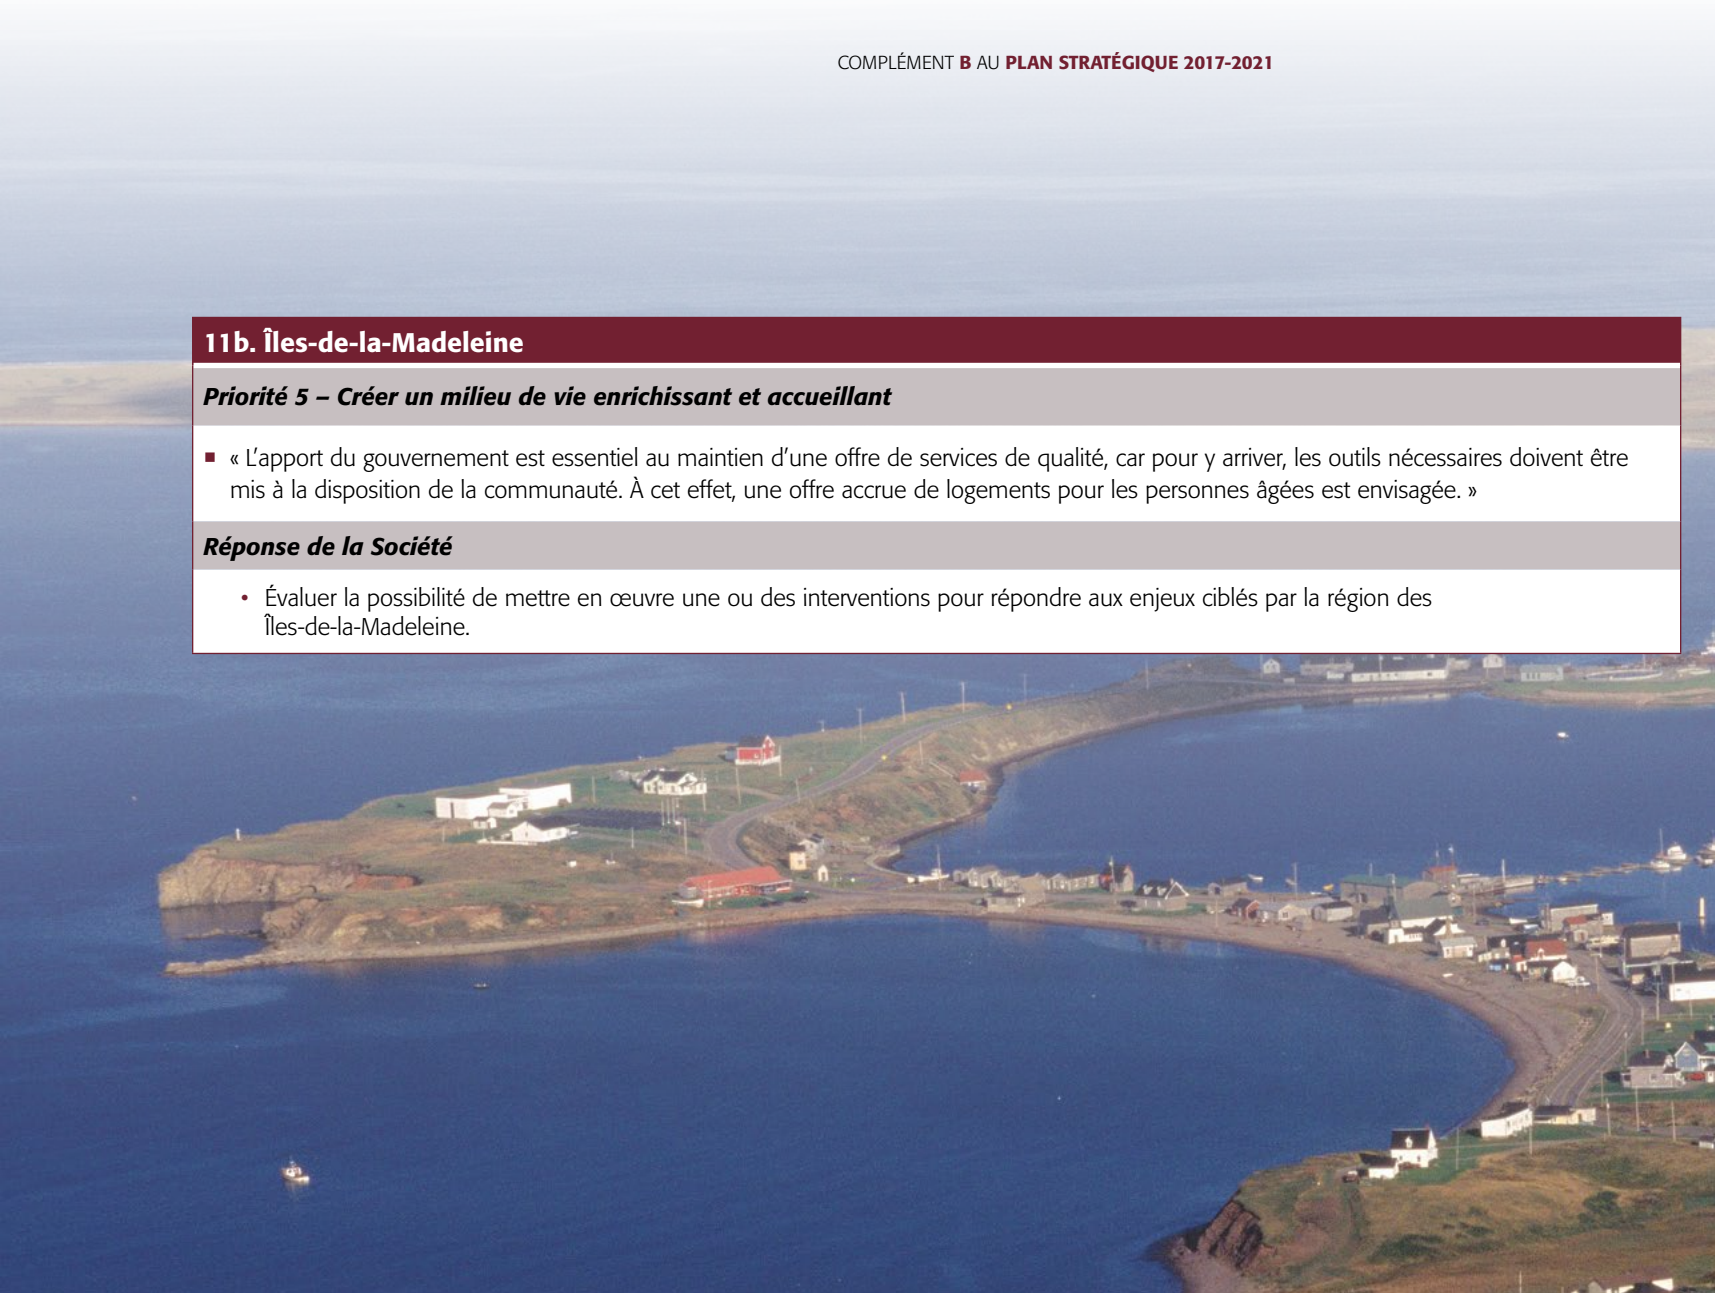 COMPLÉMENT B AU PLAN STRATÉGIQUE 2017-2021
11b. Îles-de-la-Madeleine
Priorité 5 – Créer un milieu de vie enrichissant et accueillant
▪ « L’apport du gouvernement est essentiel au maintien d’une offre de services de qualité, car pour y arriver, les outils nécessaires doivent être
mis à la disposition de la communauté. À cet effet, une offre accrue de logements pour les personnes âgées est envisagée. »
Réponse de la Société
• Évaluer la possibilité de mettre en œuvre une ou des interventions pour répondre aux enjeux ciblés par la région des
Îles-de-la-Madeleine.